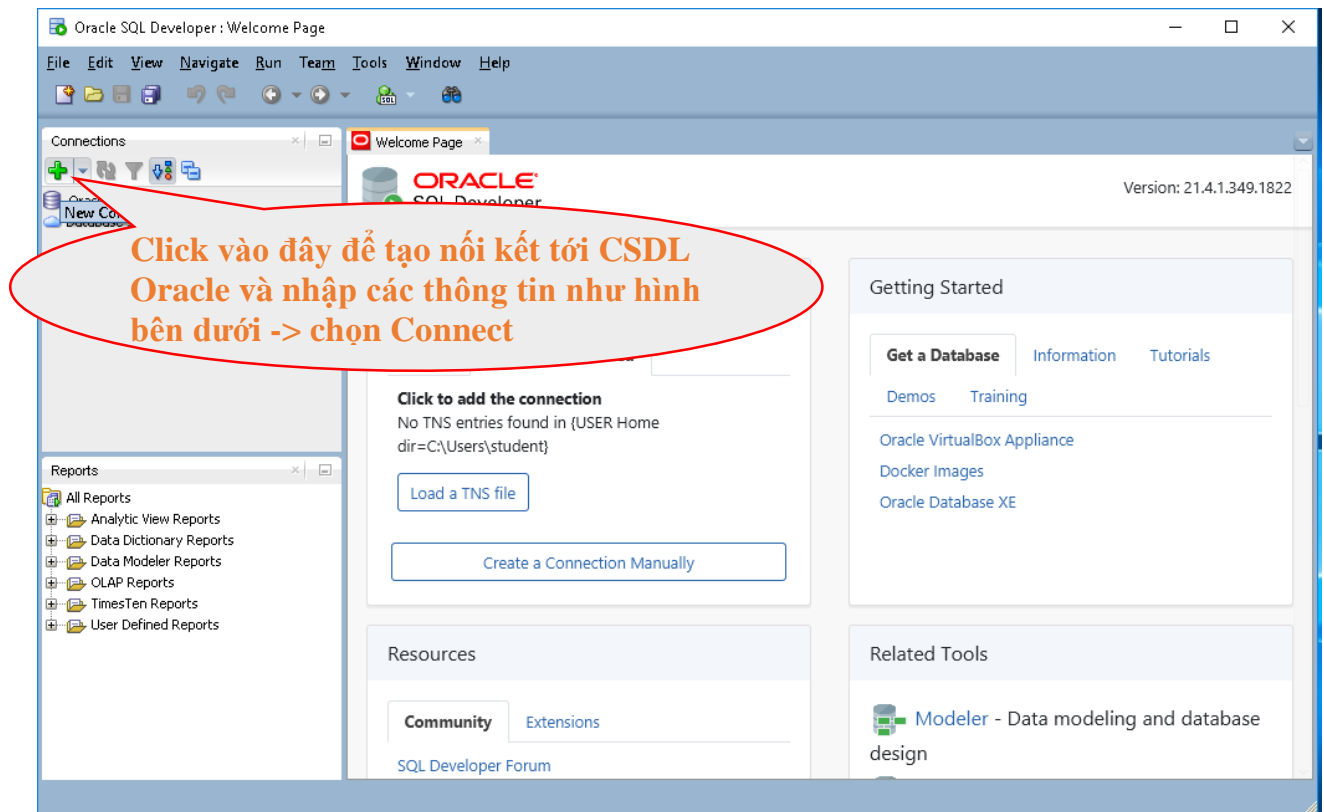 Oracle SQL Developer : Welcome Page
File Edit View Navigate Run Team Tools Window Help
Connections
Welcome Page
New Co
ORACLE
SQL Developer
Version: 21.4.1.349.1822
Click vào đây để tạo nối kết tới CSDL
Oracle và nhập các thông tin như hình
bên dưới -> chọn Connect
Click to add the connection
No TNS entries found in {USER Home
dir=C:\Users\student}
Load a TNS file
Create a Connection Manually
Getting Started
Get a Database Information Tutorials
Demos Training
Oracle VirtualBox Appliance
Docker Images
Oracle Database XE
Reports
All Reports
Analytic View Reports
Data Dictionary Reports
Data Modeler Reports
OLAP Reports
TimesTen Reports
User Defined Reports
Resources
Community Extensions
SQL Developer Forum
Related Tools
Modeler - Data modeling and database
design